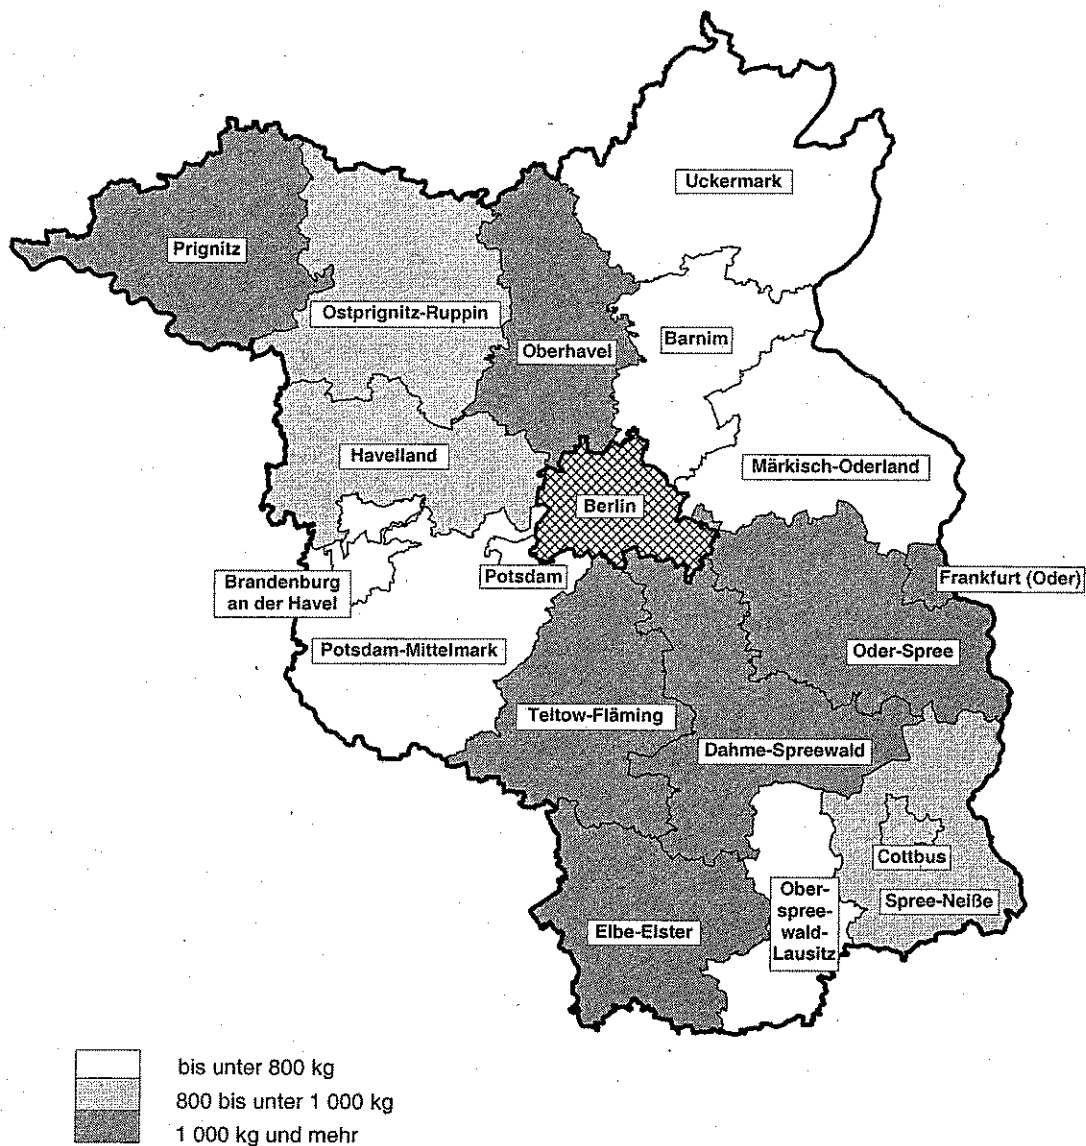 Uckermark
Prignitz
Ostprignitz-Ruppin
Barnim
Oberhavel
Havelland
Märkisch-Oderland
Berlin
Potsdam
Frankfurt (Oder)
Brandenburg
an der Havel
Potsdam-Mittelmark
Oder-Spree
Teltow-Fläming
Dahme-Spreewald
Cottbus
Ober-
spree-
wald-
Lausitz
Spree-Neiße
Elbe-Elster
bis unter 800 kg
800 bis unter 1 000 kg
1 000 kg und mehr